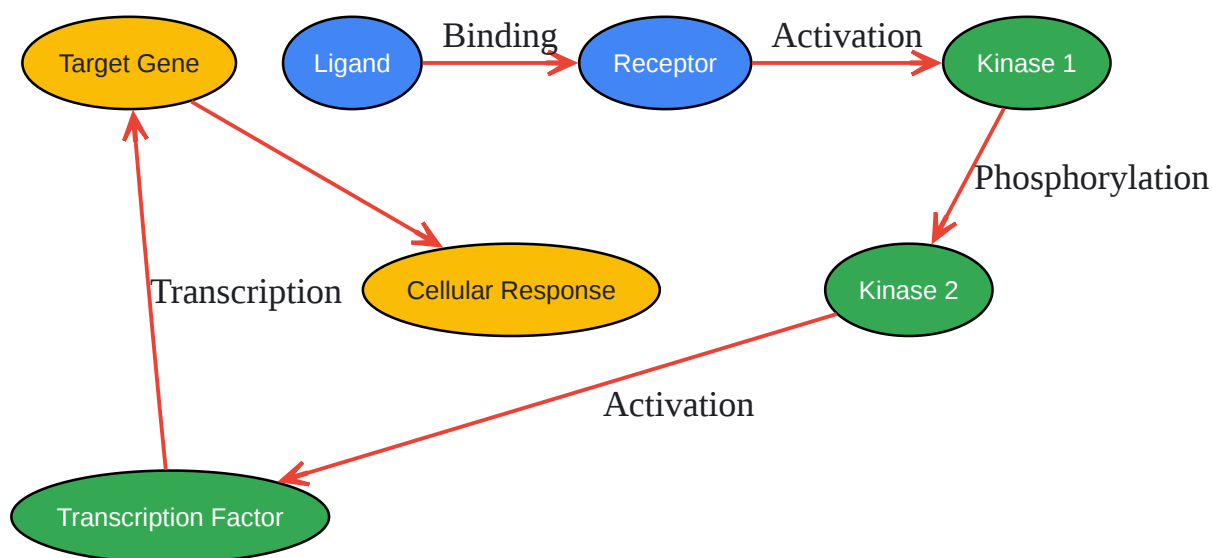 Target Gene
Ligand
Binding
Receptor
Activation
Kinase 1
Phosphorylation
Transcription
Cellular Response
Kinase 2
Activation
Transcription Factor